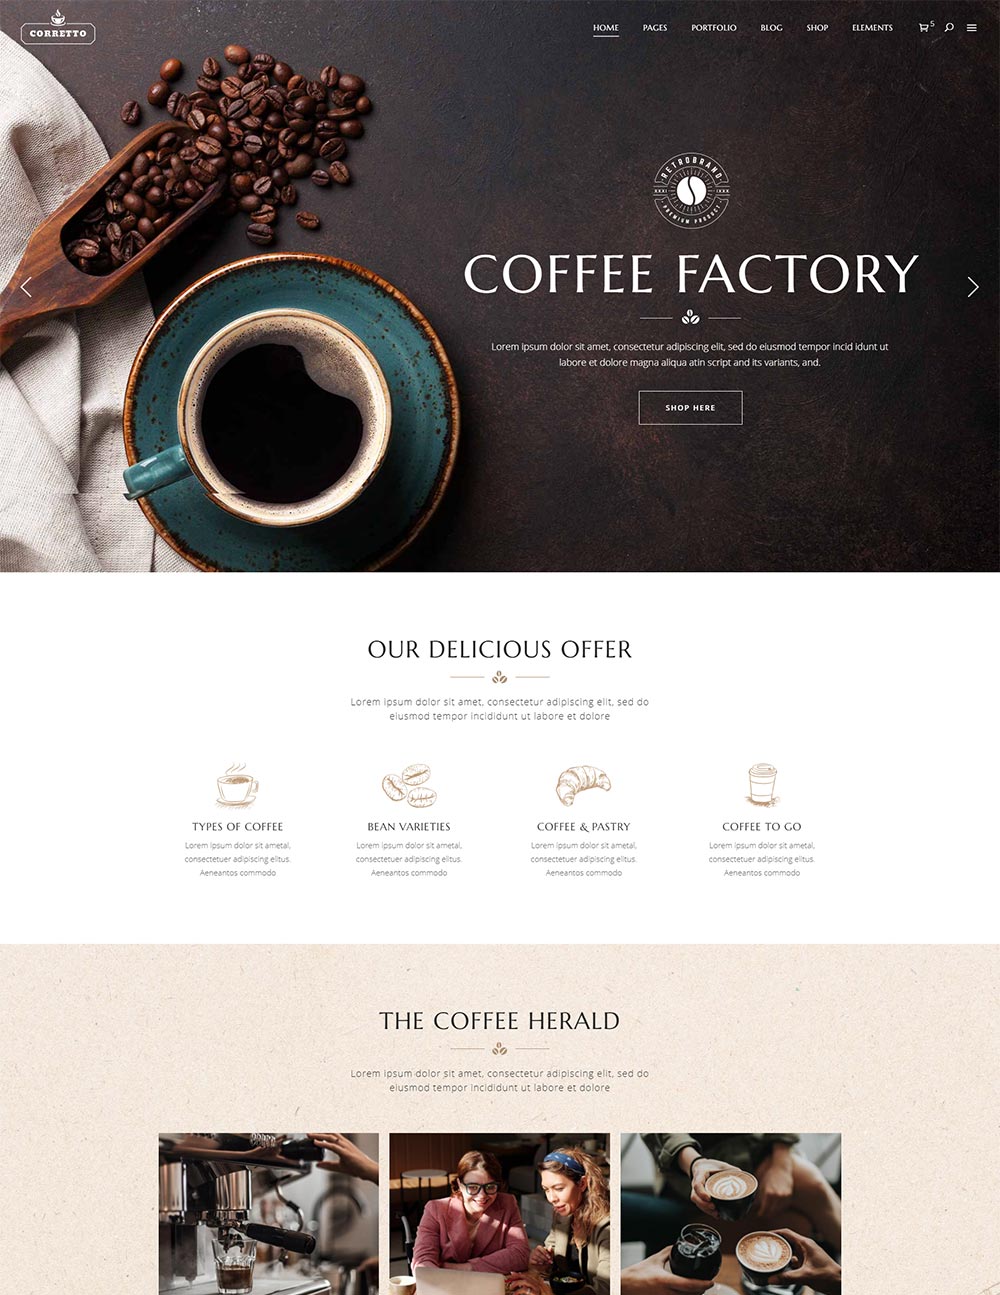 CORRETTO
HOME PAGES PORTFOLIO BLOG SHOP ELEMENTS 5
RETROBRAND
XXXI XXX
PREMIUM PRODUCT
COFFEE FACTORY
Lorem ipsum dolor sit amet, consectetur adipiscing elit, sed do eiusmod tempor incid idunt ut
labore et dolore magna aliqua atin script and its variants, and.
SHOP HERE
OUR DELICIOUS OFFER
Lorem ipsum dolor sit amet, consectetur adipiscing elit, sed do
eiusmod tempor incididunt ut labore et dolore
TYPES OF COFFEE
Lorem ipsum dolor sit ametal,
consectetuer adipiscing elitus.
Aeneantos commodo
BEAN VARIETIES
Lorem ipsum dolor sit ametal,
consectetuer adipiscing elitus.
Aeneantos commodo
COFFEE & PASTRY
Lorem ipsum dolor sit ametal,
consectetuer adipiscing elitus.
Aeneantos commodo
COFFEE TO GO
Lorem ipsum dolor sit ametal,
consectetuer adipiscing elitus.
Aeneantos commodo
THE COFFEE HERALD
Lorem ipsum dolor sit amet, consectetur adipiscing elit, sed do
eiusmod tempor incididunt ut labore et dolore